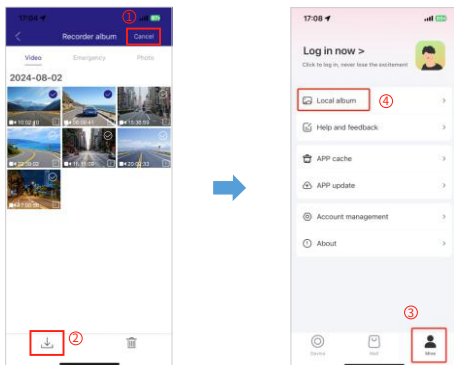 17:04
①
Recorder album
Cancel
Video
Emergency
Photo
2024-08-02
②
17:08
Log in now >
Click to log in, never lose the excitement
Local album
④
Help and feedback
APP cache
APP update
Account management
About
③
Device
Mall
Mine